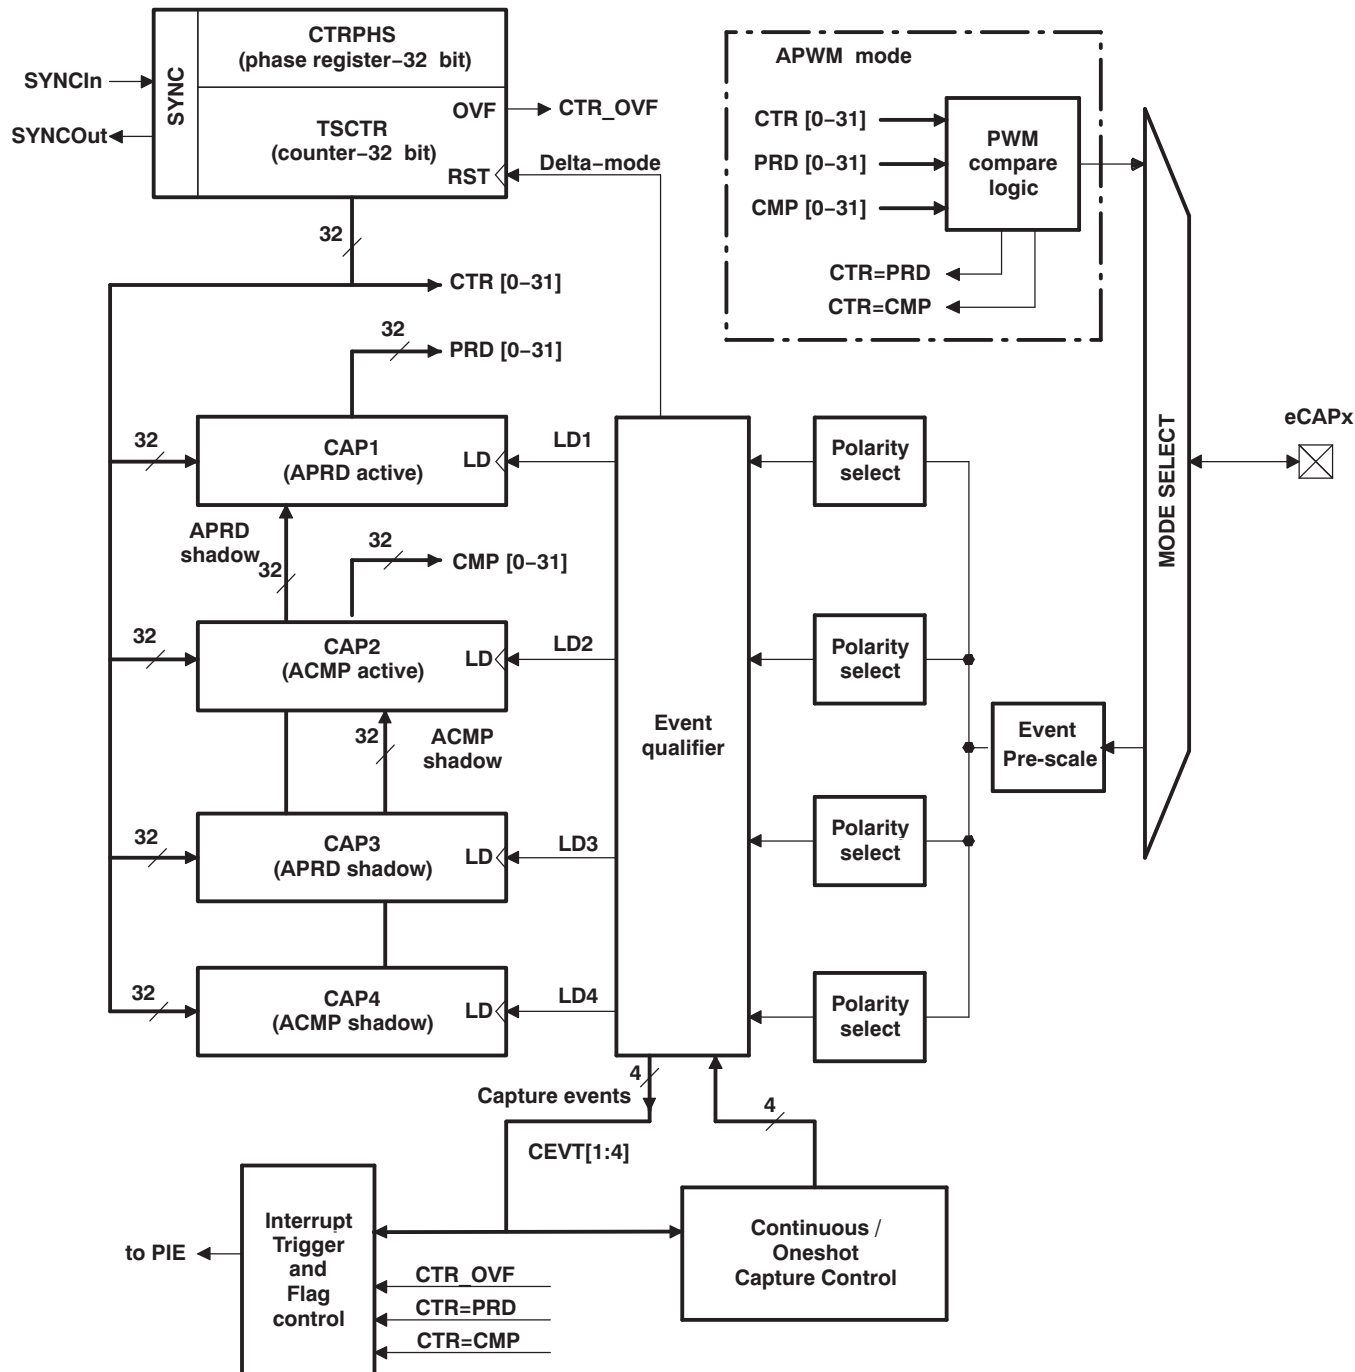 CTRPHS
(phase register−32 bit)
SYNC
SYNCIn
SYNCOut
OVF
CTR_OVF
TSCTR
(counter−32 bit)
RST
Delta−mode
32
CTR [0−31]
32
PRD [0−31]
APWM mode
CTR [0−31]
PRD [0−31]
CMP [0−31]
PWM
compare
logic
CTR=PRD
CTR=CMP
MODE SELECT
eCAPx
32
CAP1
(APRD active)
LD
LD1
Polarity
select
APRD
shadow
32
32
CMP [0−31]
32
CAP2
(ACMP active)
LD
LD2
Polarity
select
32
ACMP
shadow
Event
qualifier
Event
Pre-scale
32
CAP3
(APRD shadow)
LD
LD3
Polarity
select
32
CAP4
(ACMP shadow)
LD
LD4
Polarity
select
4
Capture events
4
CEVT[1:4]
Interrupt
Trigger
and
Flag
control
to PIE
Continuous /
Oneshot
Capture Control
CTR_OVF
CTR=PRD
CTR=CMP